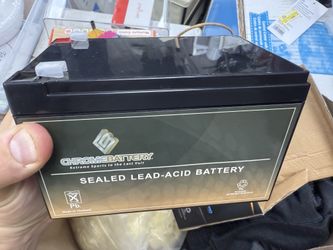 CHROMEBATTERY
Extreme Sports to the Last Volt
SEALED LEAD-ACID BATTERY
Pb